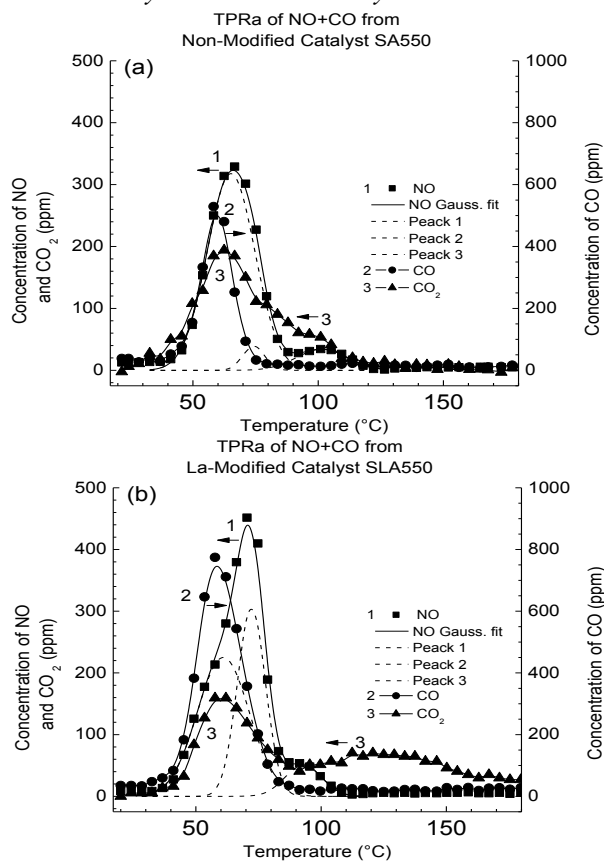 TPRa of NO+CO from
Non-Modified Catalyst SA550
(a)
500
400
300
200
100
0
1000
800
600
400
200
0
Concentration of NO
and CO₂ (ppm)
Concentration of CO (ppm)
1
2
3
3
1 NO
NO Gauss. fit
Peack 1
Peack 2
Peack 3
2 CO
3 CO₂
50
100
150
Temperature (°C)
TPRa of NO+CO from
La-Modified Catalyst SLA550
(b)
500
400
300
200
100
0
1000
800
600
400
200
0
Concentration of NO
and CO₂ (ppm)
Concentration of CO (ppm)
1
2
3
3
1 NO
NO Gauss. fit
Peack 1
Peack 2
Peack 3
2 CO
3 CO₂
50
100
150
Temperature (°C)